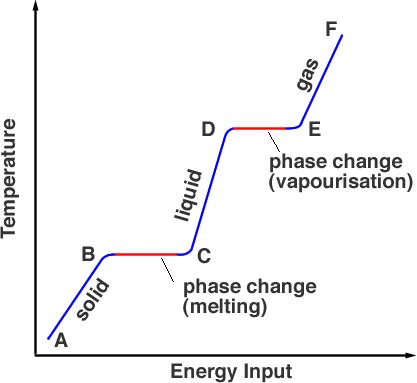 F
gas
D
E
phase change
(vapourisation)
Temperature
liquid
B
C
phase change
(melting)
solid
A
Energy Input